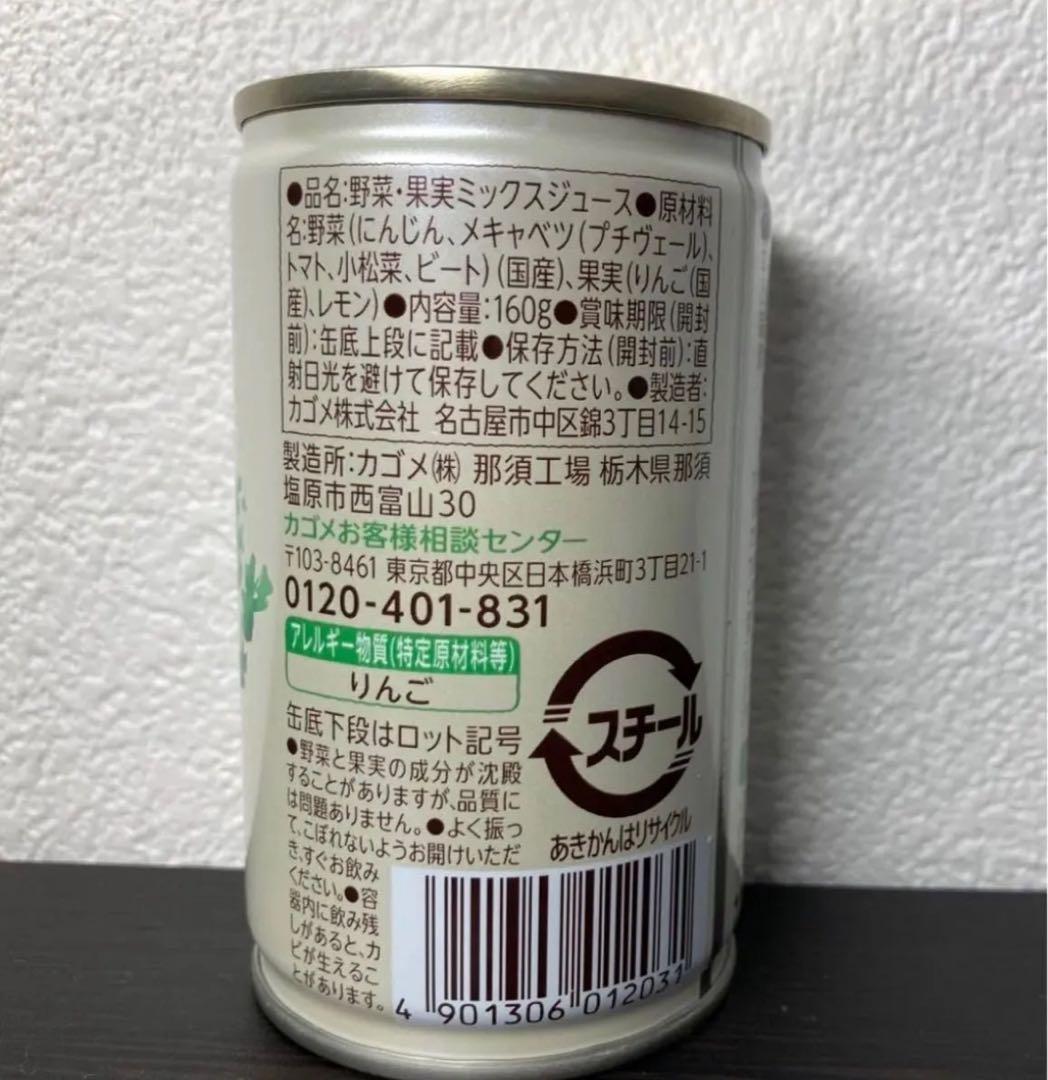 ●品名:野菜・果実ミックスジュース●原材料
名:野菜(にんじん、メキャベツ(プチヴェール)、
トマト、小松菜、ビート)(国産)、果実(りんご(国
産)、レモン)●内容量:160g●賞味期限(開封
前):缶底上段に記載●保存方法(開封前):直
射日光を避けて保存してください。●製造者:
カゴメ株式会社 名古屋市中区錦3丁目14-15
製造所:カゴメ㈱ 那須工場 栃木県那須
塩原市西富山30
カゴメお客様相談センター
〒103-8461 東京都中央区日本橋浜町3丁目21-1
0120-401-831
アレルギー物質(特定原材料等)
りんご
缶底下段はロット記号
●野菜と果実の成分が沈殿
することがありますが、品質に
は問題ありません。●よく振っ
て、こぼれないようお開けいただ
き、すぐお飲み
ください。●容
器内に飲み残
しがあると、カ
ビが生えるこ
とがあります。
スチール
あきかんはリサイクル
4 901306 012031